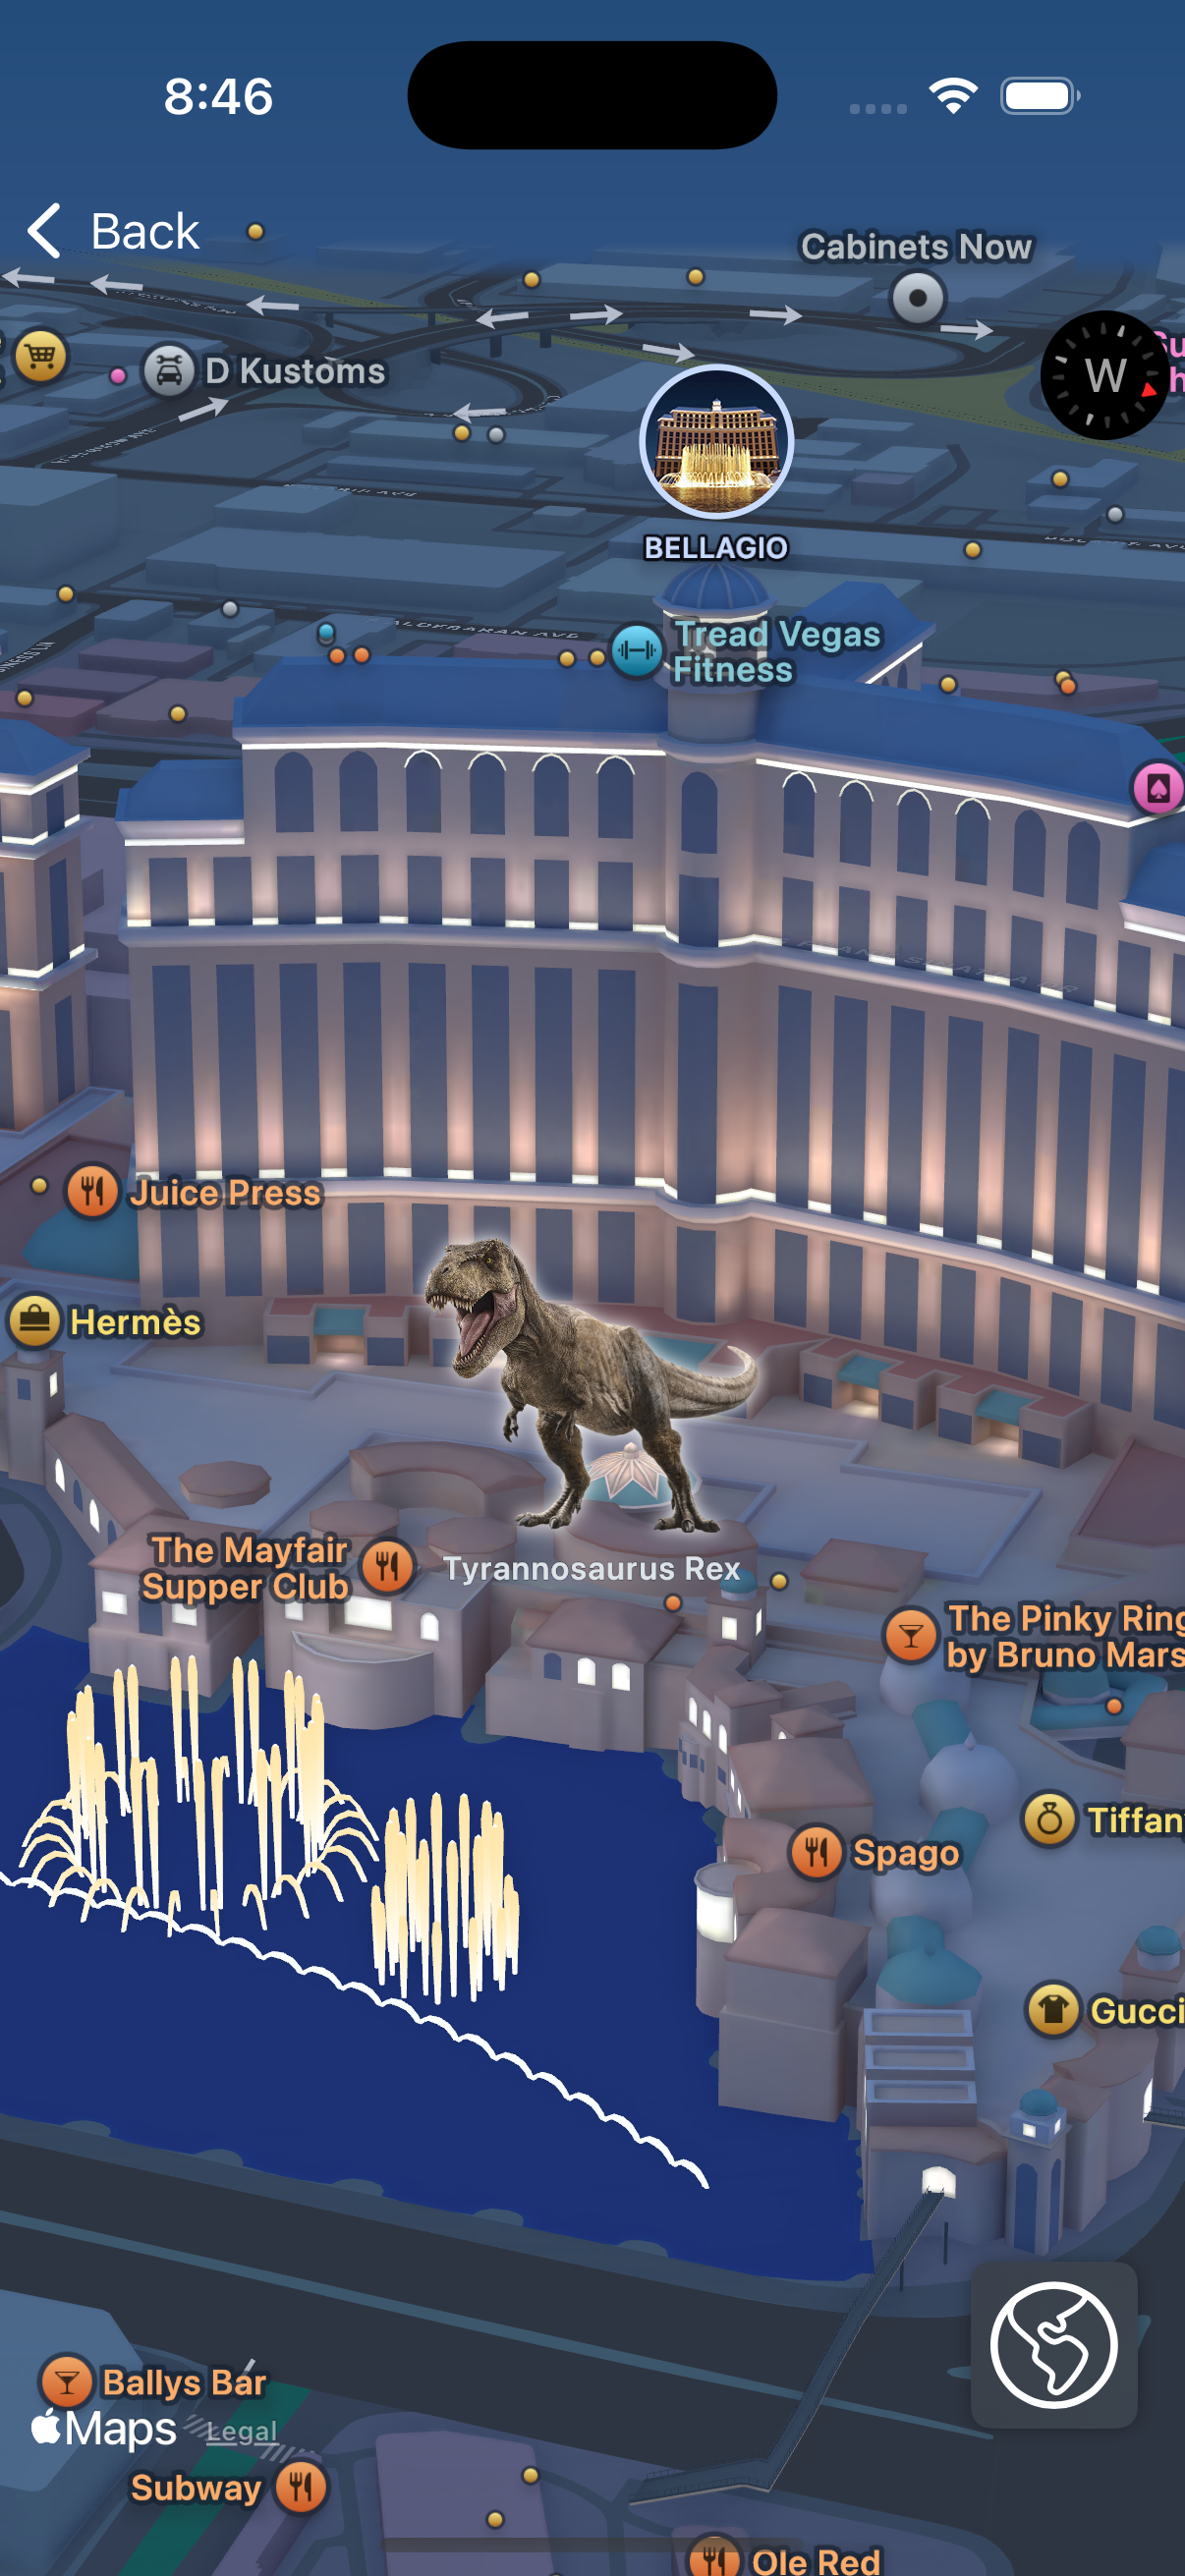 8:46
Back
Cabinets Now
D Kustoms
W
BELLAGIO
Tread Vegas
Fitness
Juice Press
Hermès
The Mayfair
Supper Club
Tyrannosaurus Rex
The Pinky Ring
by Bruno Mars
Spago
Tiffan
Gucci
Ballys Bar
Maps
Legal
Subway
Ole Red